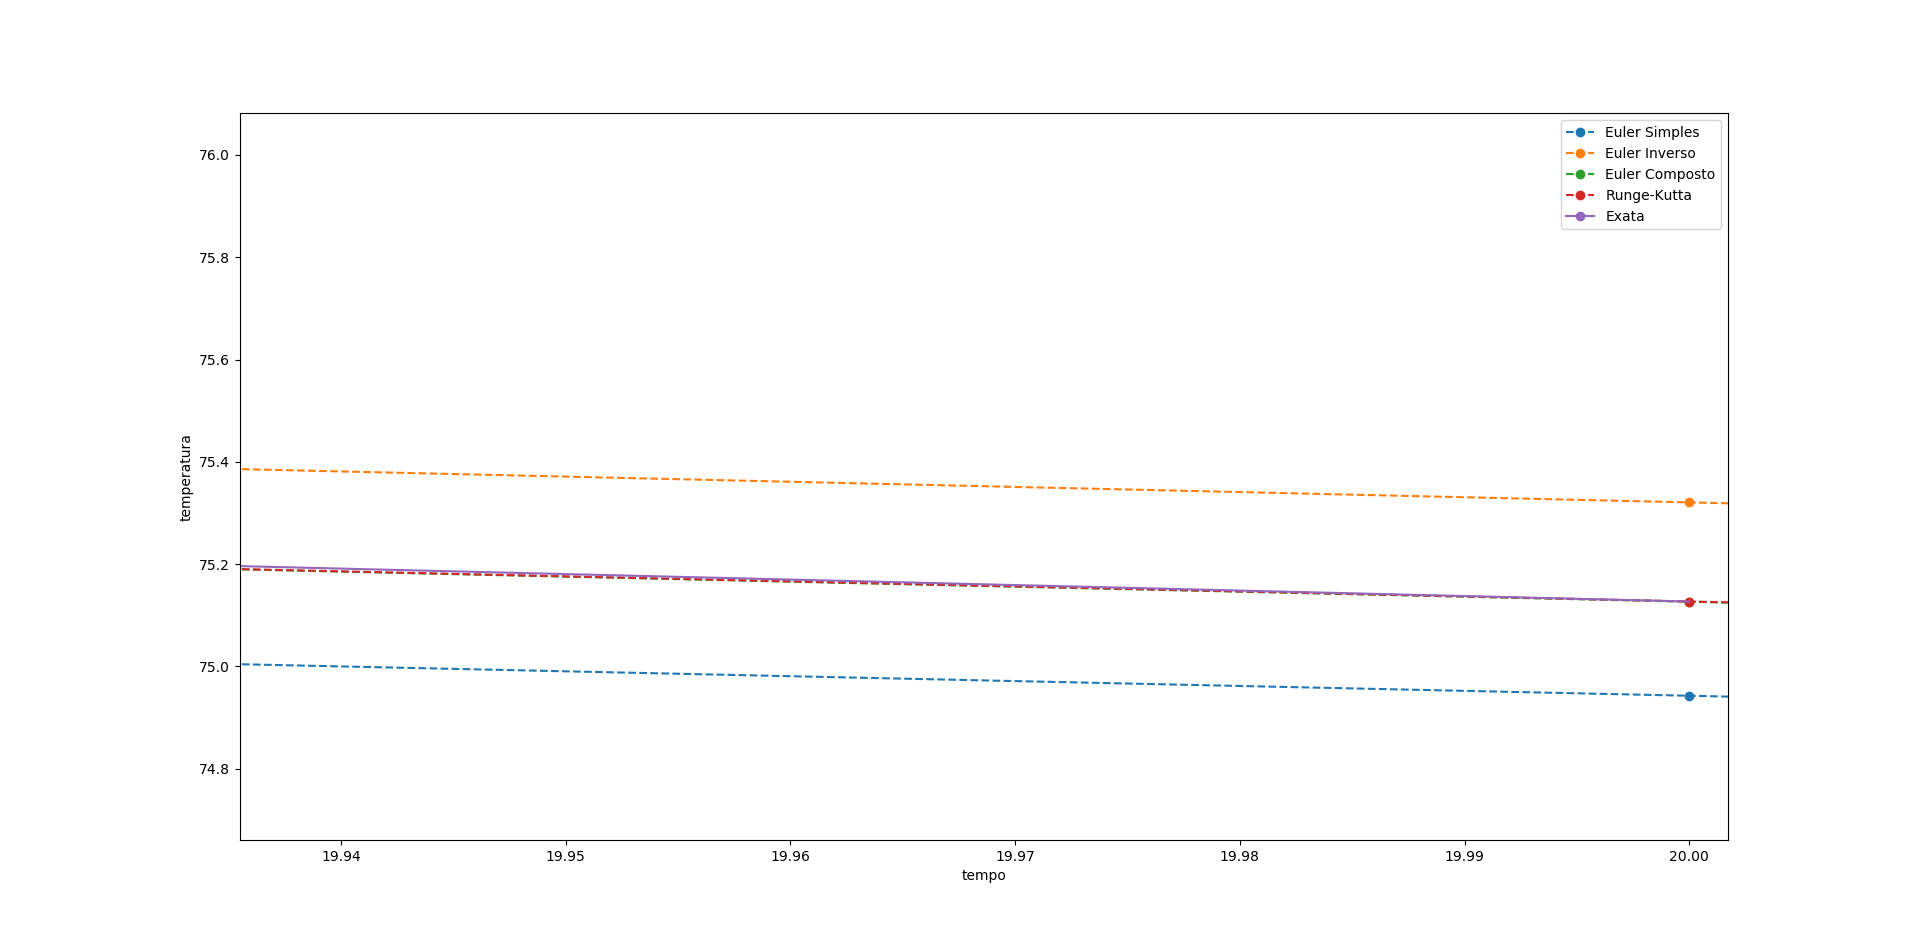 Euler Simples
Euler Inverso
Euler Composto
Runge-Kutta
Exata
76.0
75.8
75.6
75.4
75.2
75.0
74.8
temperatura
19.94 19.95 19.96 19.97 19.98 19.99 20.00
tempo